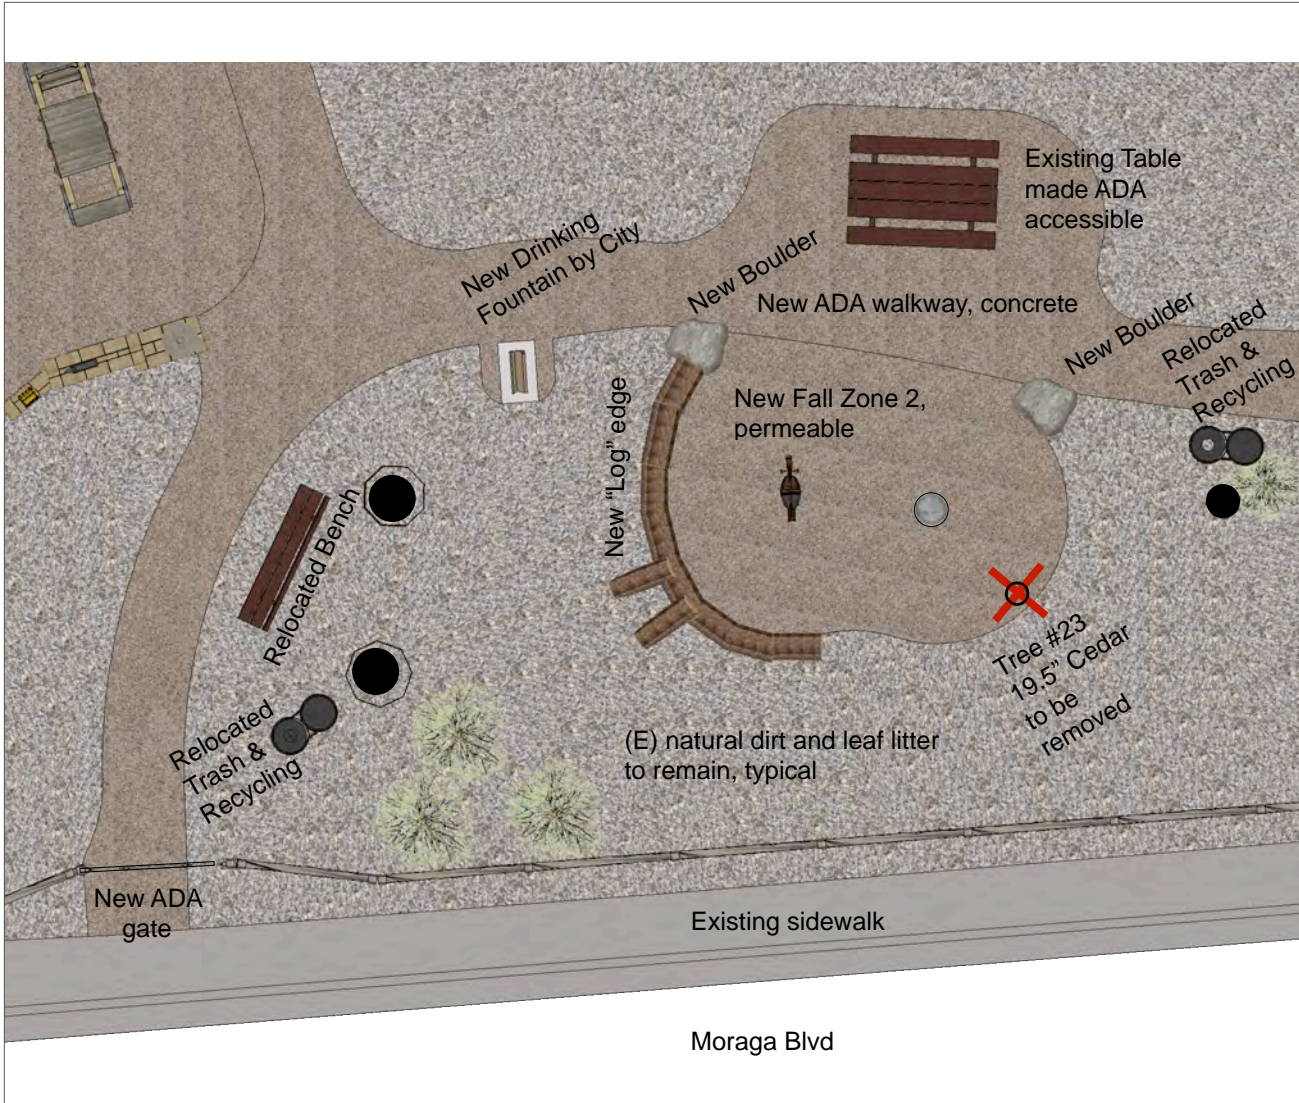 Existing Table
made ADA
accessible
New Drinking
Fountain by City
New Boulder
New ADA walkway, concrete
New Boulder
Relocated
Trash &
Recycling
New Fall Zone 2,
permeable
New “Log” edge
Relocated Bench
Tree #23
19.5” Cedar
to be
removed
Relocated
Trash &
Recycling
(E) natural dirt and leaf litter
to remain, typical
New ADA
gate
Existing sidewalk
Moraga Blvd